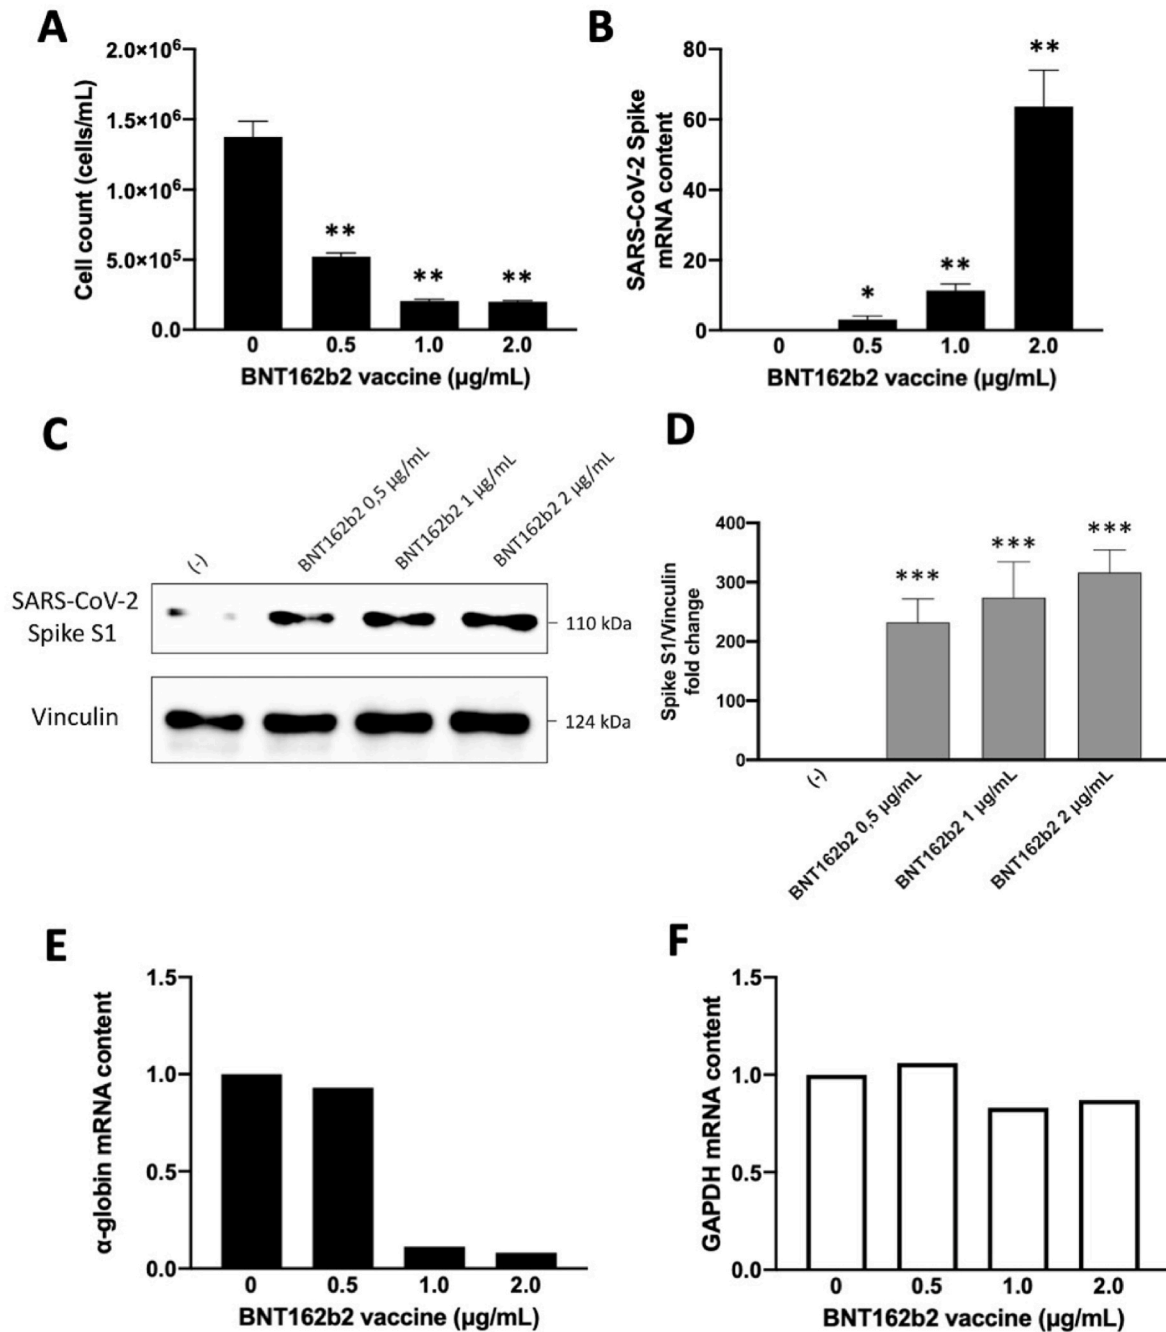 A
2.0×10⁶
1.5×10⁶
1.0×10⁶
5.0×10⁵
0.0
Cell count (cells/mL)
**
**
**
0 0.5 1.0 2.0
BNT162b2 vaccine (µg/mL)
B
80
60
40
20
0
SARS-CoV-2 Spike
mRNA content
*
**
**
0 0.5 1.0 2.0
BNT162b2 vaccine (µg/mL)
C
(-)
BNT162b2 0,5 µg/mL
BNT162b2 1 µg/mL
BNT162b2 2 µg/mL
SARS-CoV-2
Spike S1
110 kDa
Vinculin
124 kDa
D
400
300
200
100
0
Spike S1/Vinculin
fold change
***
***
***
(-)
BNT162b2 0,5 µg/mL
BNT162b2 1 µg/mL
BNT162b2 2 µg/mL
E
1.5
1.0
0.5
0.0
α-globin mRNA content
0 0.5 1.0 2.0
BNT162b2 vaccine (µg/mL)
F
1.5
1.0
0.5
0.0
GAPDH mRNA content
0 0.5 1.0 2.0
BNT162b2 vaccine (µg/mL)